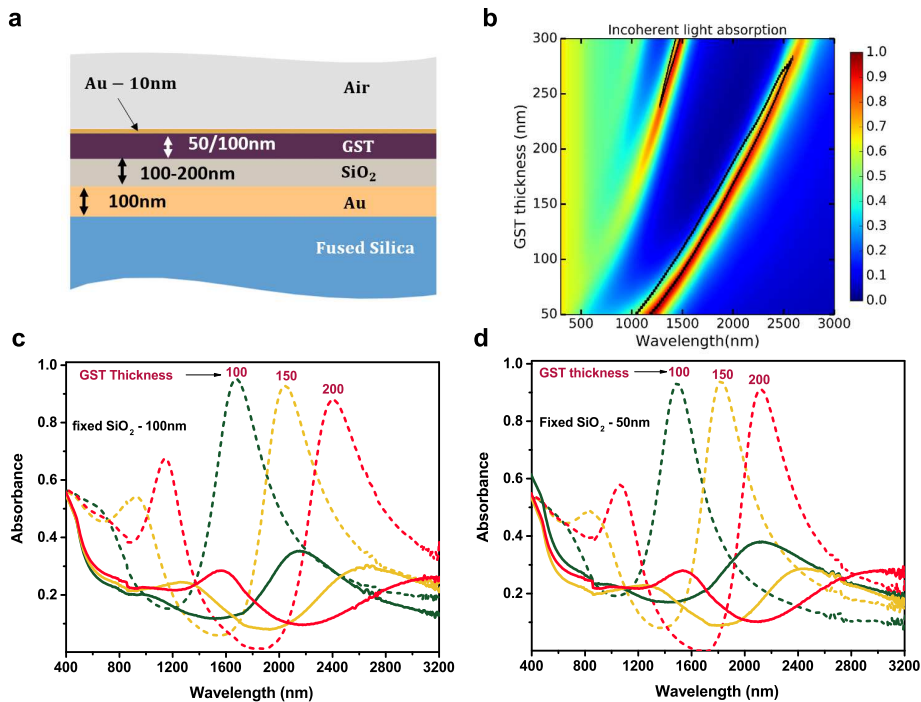 a
Au − 10nm
Air
50/100nm
GST
100-200nm
SiO2
100nm
Au
Fused Silica
b
Incoherent light absorption
GST thickness (nm)
300
250
200
150
100
50
500
1000
1500
2000
2500
3000
Wavelength(nm)
1.0
0.9
0.8
0.7
0.6
0.5
0.4
0.3
0.2
0.1
0.0
c
GST Thickness
100
150
200
fixed SiO2 - 100nm
Absorbance
1.0
0.8
0.6
0.4
0.2
400
800
1200
1600
2000
2400
2800
3200
Wavelength (nm)
d
GST thickness
100
150
200
Fixed SiO2 - 50nm
Absorbance
1.0
0.8
0.6
0.4
0.2
400
800
1200
1600
2000
2400
2800
3200
Wavelength (nm)